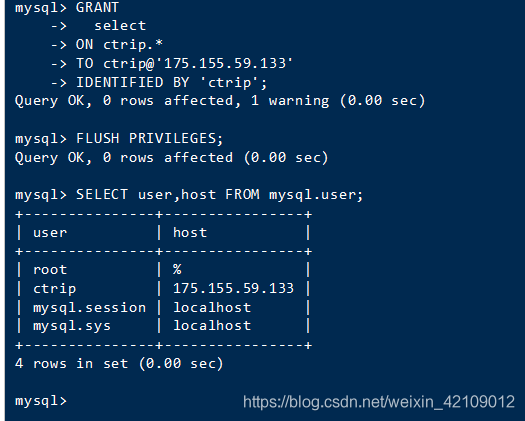 mysql> GRANT
    ->   select
    -> ON ctrip.*
    -> TO ctrip@'175.155.59.133'
    -> IDENTIFIED BY 'ctrip';
Query OK, 0 rows affected, 1 warning (0.00 sec)
mysql> FLUSH PRIVILEGES;
Query OK, 0 rows affected (0.00 sec)
mysql> SELECT user,host FROM mysql.user;
+---------------+----------------+
| user          | host           |
+---------------+----------------+
| root          | %              |
| ctrip         | 175.155.59.133 |
| mysql.session | localhost      |
| mysql.sys     | localhost      |
+---------------+----------------+
4 rows in set (0.00 sec)
mysql>
https://blog.csdn.net/weixin_42109012